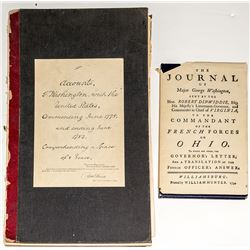 Accounts,
G. Washington, with the
United States,
Commencing June 1775,
and ending June
1783,
Comprehending a Space
of 8 Years.
THE
JOURNAL
OF
Major George Washington,
SENT BY THE
Hon. ROBERT DINWIDDIE, Esq;
His Majesty's Lieutenant-Governor, and
Commander in Chief of VIRGINIA,
TO THE
COMMANDANT
OF THE
FRENCH FORCES
ON
OHIO.
TO WHICH ARE ADDED, THE
GOVERNOR'S LETTER,
AND A TRANSLATION OF THE
FRENCH OFFICER'S ANSWER.
WILLIAMSBURG:
Printed by WILLIAM HUNTER. 1754